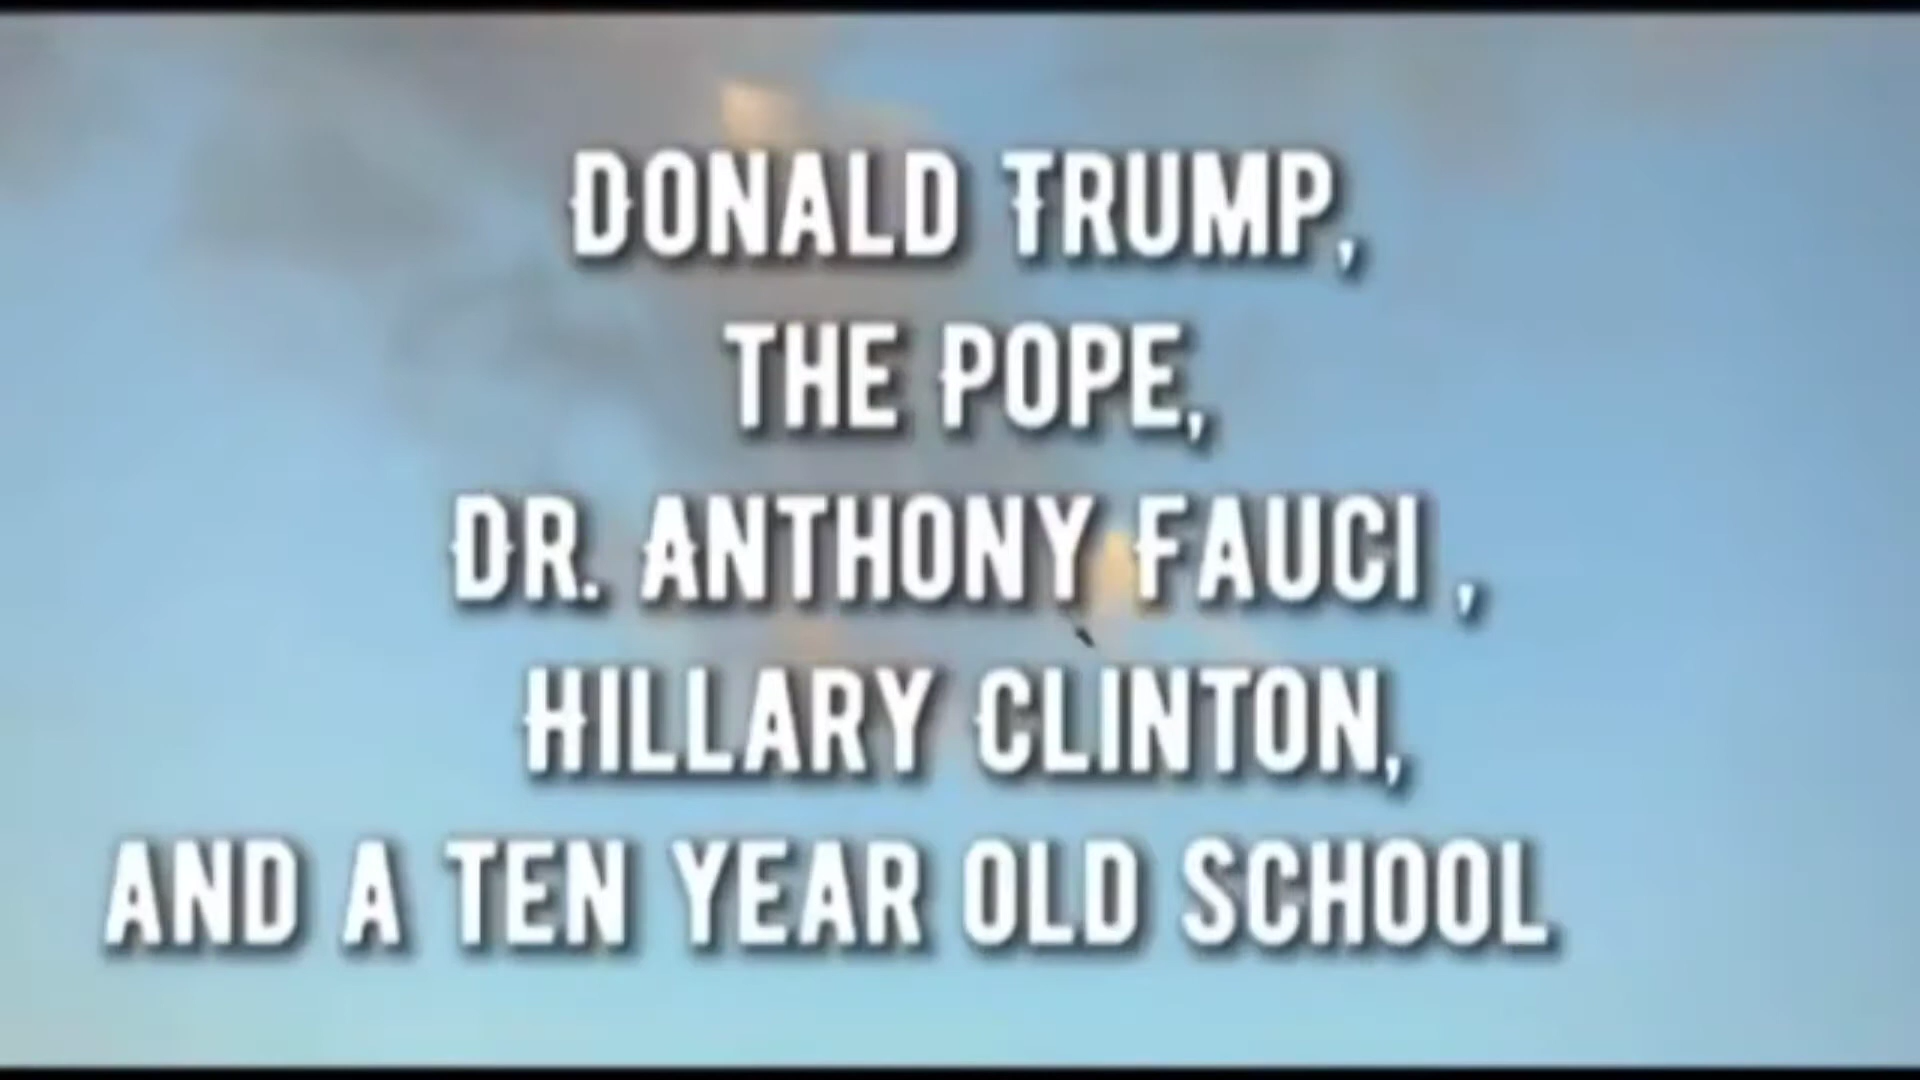 Donald Trump,
the Pope,
Dr. Anthony Fauci ,
Hillary Clinton,
and a ten year old school